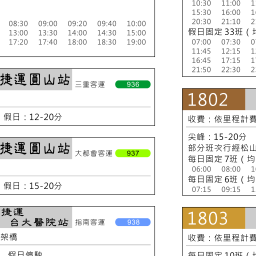 08:30 09:00 09:20 09:40 10:00
13:00 13:30 14:00 14:30 15:00
17:20 17:40 18:00 18:30 19:00
捷運圓山站 三重客運 936
假日：12-20分
捷運圓山站 大都會客運 937
假日：15-20分
捷運
台大醫院站 指南客運 938
架橋
假日停駛
10:30 11:00
15:30 16:00
20:30 21:10
假日固定33班（均
07:00 07:30
11:45 12:15
16:45 17:15
21:50 22:30
1802
收費：依里程計費
尖峰：15-20分
部分班次行經松山
每日固定7班（均
06:00 08:00
每日固定6班（均
07:15 09:15
1803
收費：依里程計費
每日固定10班（均